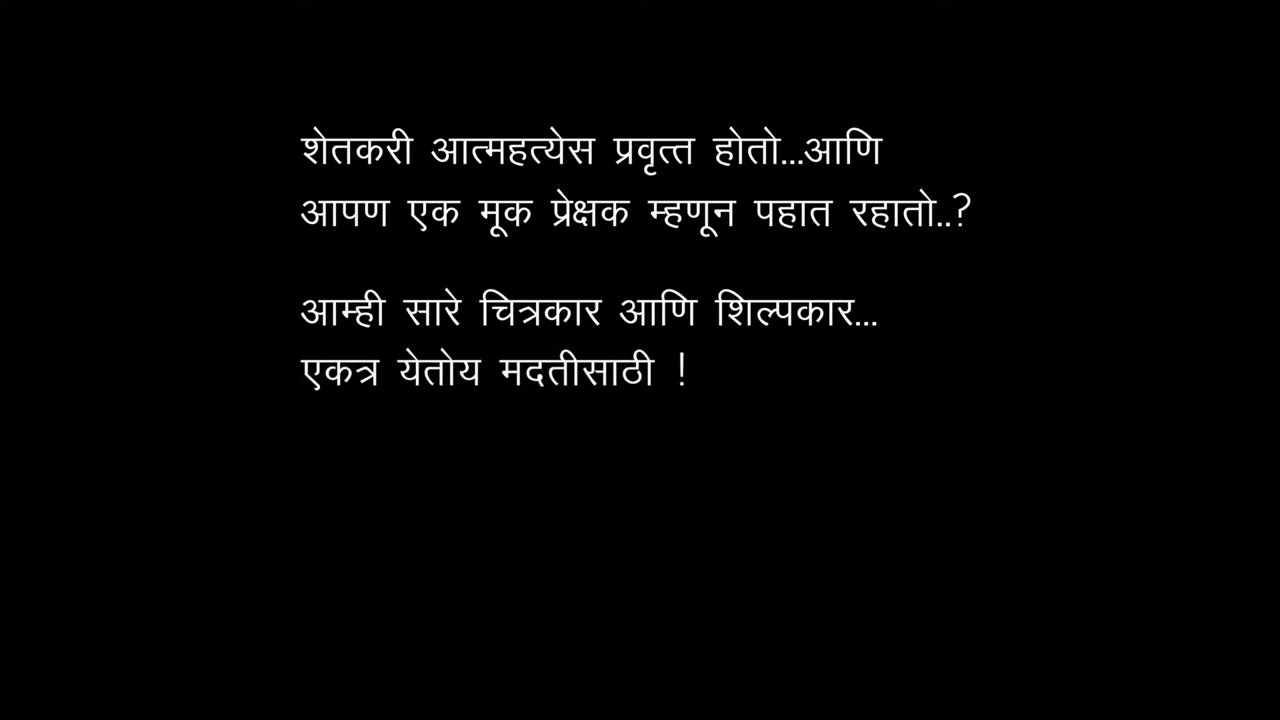 शेतकरी आत्महत्येस प्रवृत्त होतो...आणि
आपण एक मूक प्रेक्षक म्हणून पहात रहातो..?
आम्ही सारे चित्रकार आणि शिल्पकार...
एकत्र येतोय मदतीसाठी !